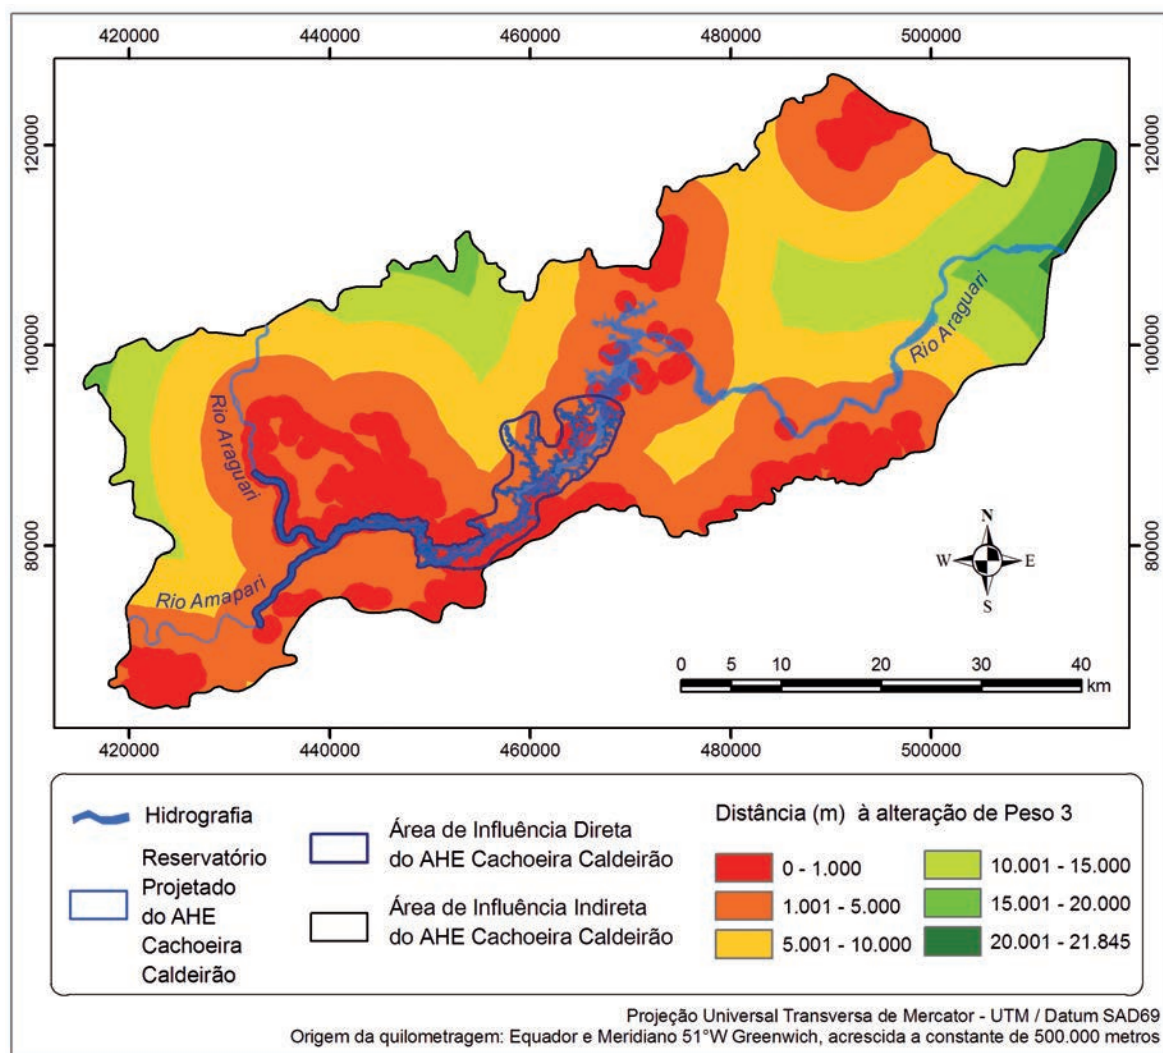 420000 440000 460000 480000 500000
120000
120000
100000
100000
80000
80000
Rio Araguari
Rio Araguari
Rio Amapari
N
W E
S
0 5 10 20 30 40
km
420000 440000 460000 480000 500000
Hidrografia
Reservatório
Projetado
do AHE
Cachoeira
Caldeirão
Área de Influência Direta
do AHE Cachoeira Caldeirão
Área de Influência Indireta
do AHE Cachoeira Caldeirão
Distância (m) à alteração de Peso 3
0 - 1.000
1.001 - 5.000
5.001 - 10.000
10.001 - 15.000
15.001 - 20.000
20.001 - 21.845
Projeção Universal Transversa de Mercator - UTM / Datum SAD69
Origem da quilometragem: Equador e Meridiano 51°W Greenwich, acrescida a constante de 500.000 metros